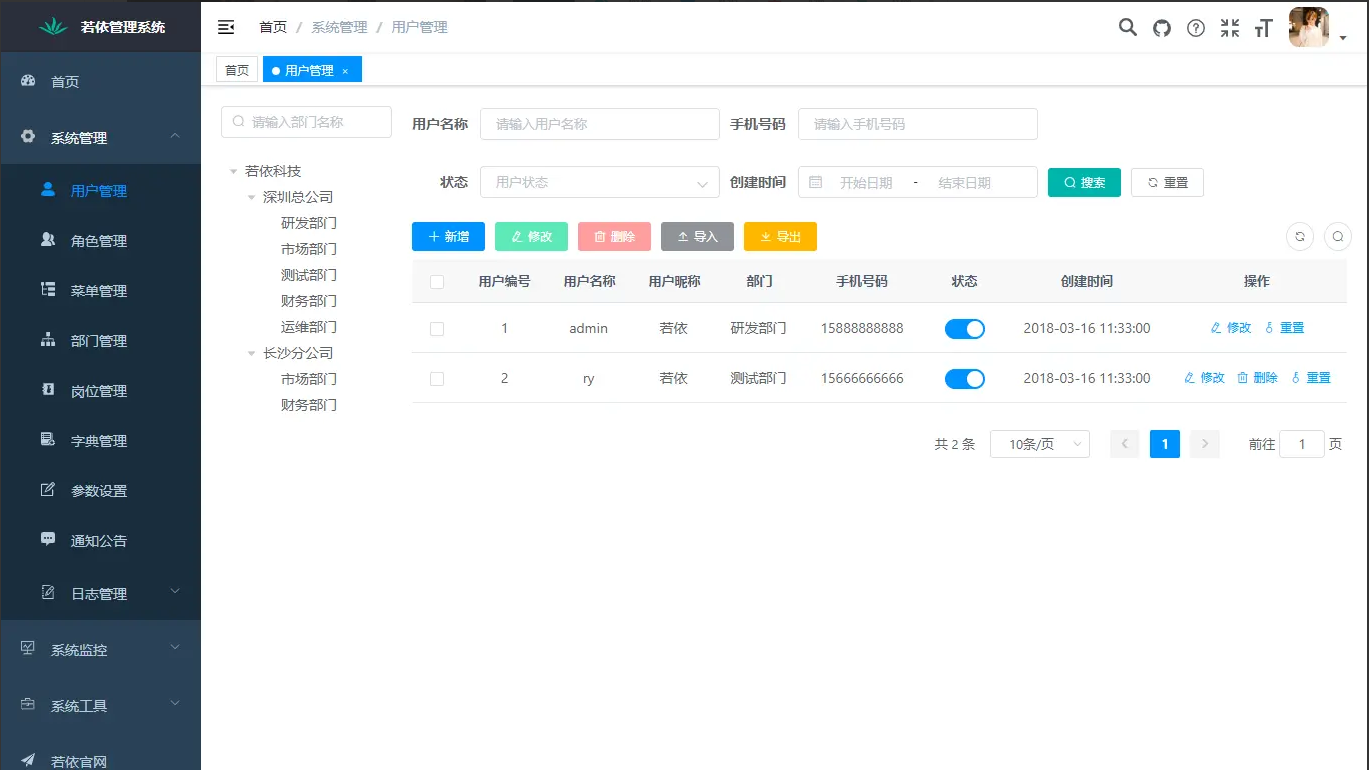 若依管理系统
首页 / 系统管理 / 用户管理
首页
用户管理 ×
首页
系统管理
用户管理
角色管理
菜单管理
部门管理
岗位管理
字典管理
参数设置
通知公告
日志管理
系统监控
系统工具
若依官网
请输入部门名称
若依科技
深圳总公司
研发部门
市场部门
测试部门
财务部门
运维部门
长沙分公司
市场部门
财务部门
用户名称 请输入用户名称 手机号码 请输入手机号码
状态 用户状态 创建时间 开始日期 - 结束日期 搜索 重置
新增 修改 删除 导入 导出
用户编号 用户名称 用户昵称 部门 手机号码 状态 创建时间 操作
1 admin 若依 研发部门 15888888888 2018-03-16 11:33:00 修改 重置
2 ry 若依 测试部门 15666666666 2018-03-16 11:33:00 修改 删除 重置
共 2 条 10条/页 1 前往 1 页